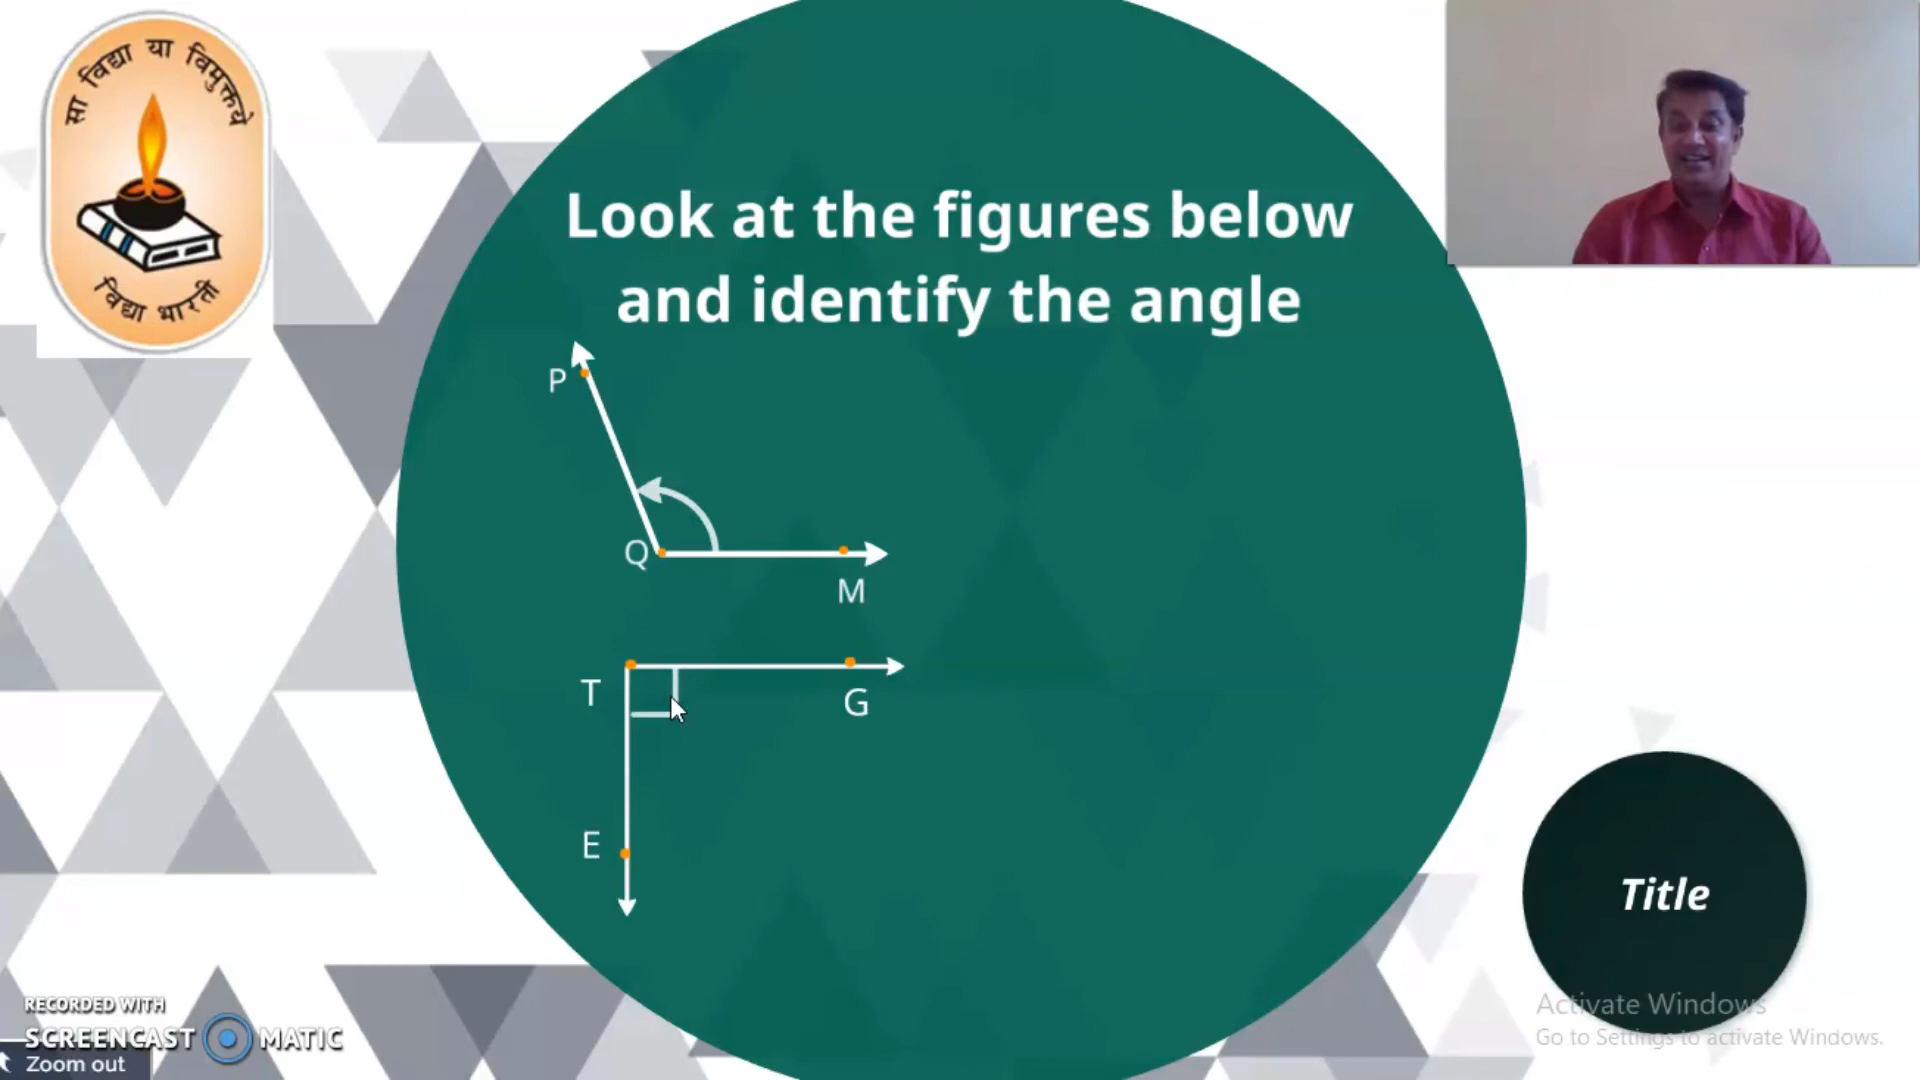 सा विद्या या विमुक्तये
विद्या भारती
Look at the figures below
and identify the angle
P
Q
M
T
G
E
Title
Activate Windows
Go to Settings to activate Windows.
RECORDED WITH
SCREENCAST MATIC
Zoom out